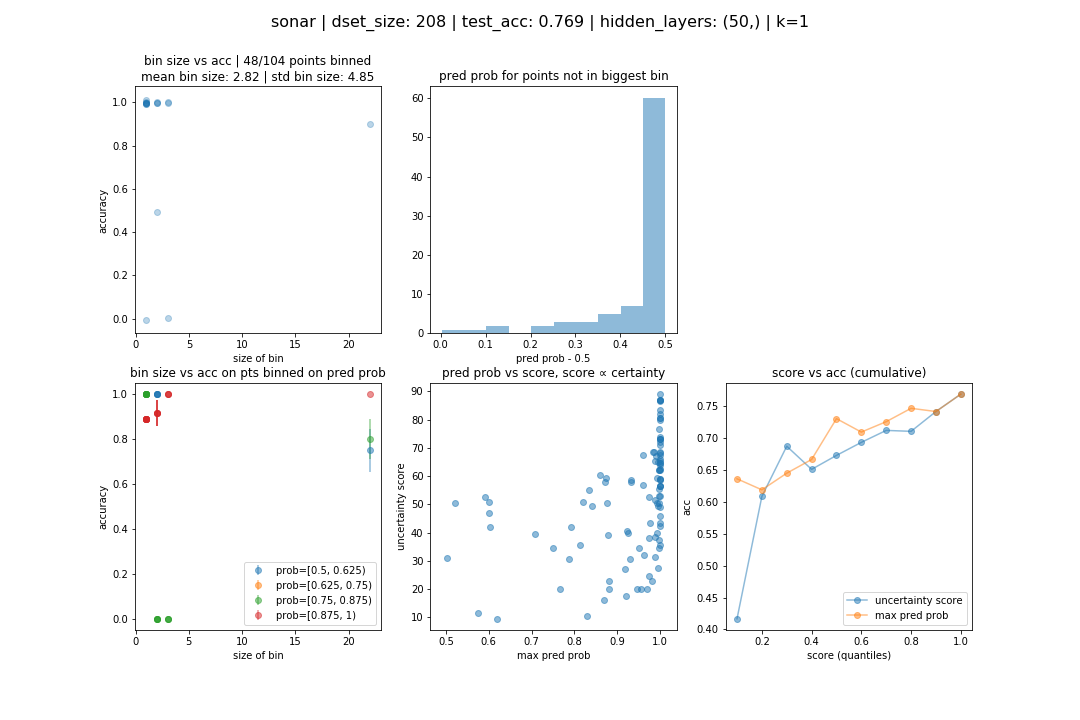 sonar | dset_size: 208 | test_acc: 0.769 | hidden_layers: (50,) | k=1
bin size vs acc | 48/104 points binned
mean bin size: 2.82 | std bin size: 4.85
1.0
0.8
0.6
0.4
0.2
0.0
accuracy
0
5
10
15
20
size of bin
pred prob for points not in biggest bin
60
50
40
30
20
10
0
0.0
0.1
0.2
0.3
0.4
0.5
pred prob - 0.5
bin size vs acc on pts binned on pred prob
1.0
0.8
0.6
0.4
0.2
0.0
accuracy
prob=[0.5, 0.625)
prob=[0.625, 0.75)
prob=[0.75, 0.875)
prob=[0.875, 1)
0
5
10
15
20
size of bin
pred prob vs score, score ∝ certainty
90
80
70
60
50
40
30
20
10
uncertainty score
0.5
0.6
0.7
0.8
0.9
1.0
max pred prob
score vs acc (cumulative)
0.75
0.70
0.65
0.60
0.55
0.50
0.45
0.40
acc
uncertainty score
max pred prob
0.2
0.4
0.6
0.8
1.0
score (quantiles)